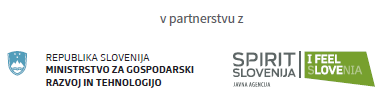 v partnerstvu z
REPUBLIKA SLOVENIJA
MINISTRSTVO ZA GOSPODARSKI
RAZVOJ IN TEHNOLOGIJO
SPIRIT
SLOVENIJA
JAVNA AGENCIJA
I FEEL
SLOVENIA